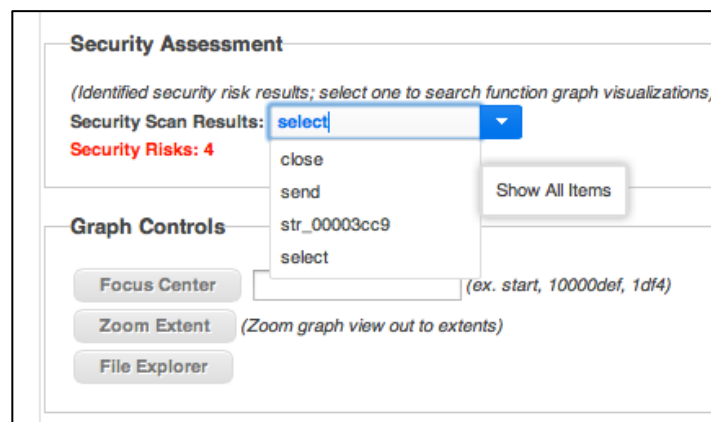 Security Assessment
(Identified security risk results; select one to search function graph visualizations)
Security Scan Results: select
Security Risks: 4
close
send
str_00003cc9
select
Show All Items
Graph Controls
Focus Center (ex. start, 10000def, 1df4)
Zoom Extent (Zoom graph view out to extents)
File Explorer